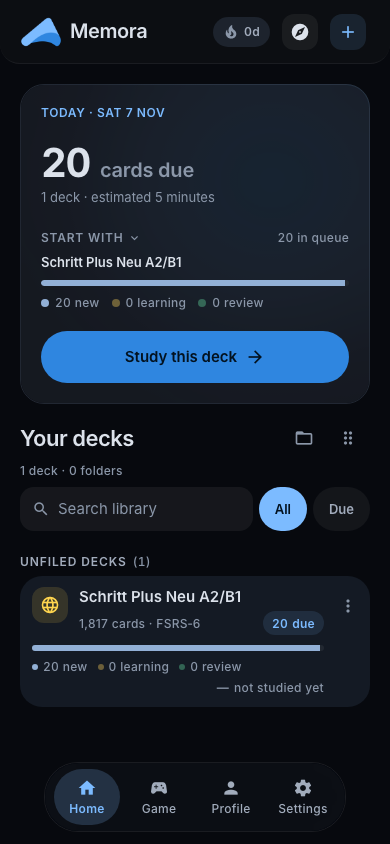 Memora
0d
TODAY · SAT 7 NOV
20 cards due
1 deck · estimated 5 minutes
START WITH
20 in queue
Schritt Plus Neu A2/B1
20 new 0 learning 0 review
Study this deck
Your decks
1 deck · 0 folders
Search library
All
Due
UNFILED DECKS (1)
Schritt Plus Neu A2/B1
1,817 cards · FSRS-6
20 due
20 new 0 learning 0 review
— not studied yet
Home
Game
Profile
Settings